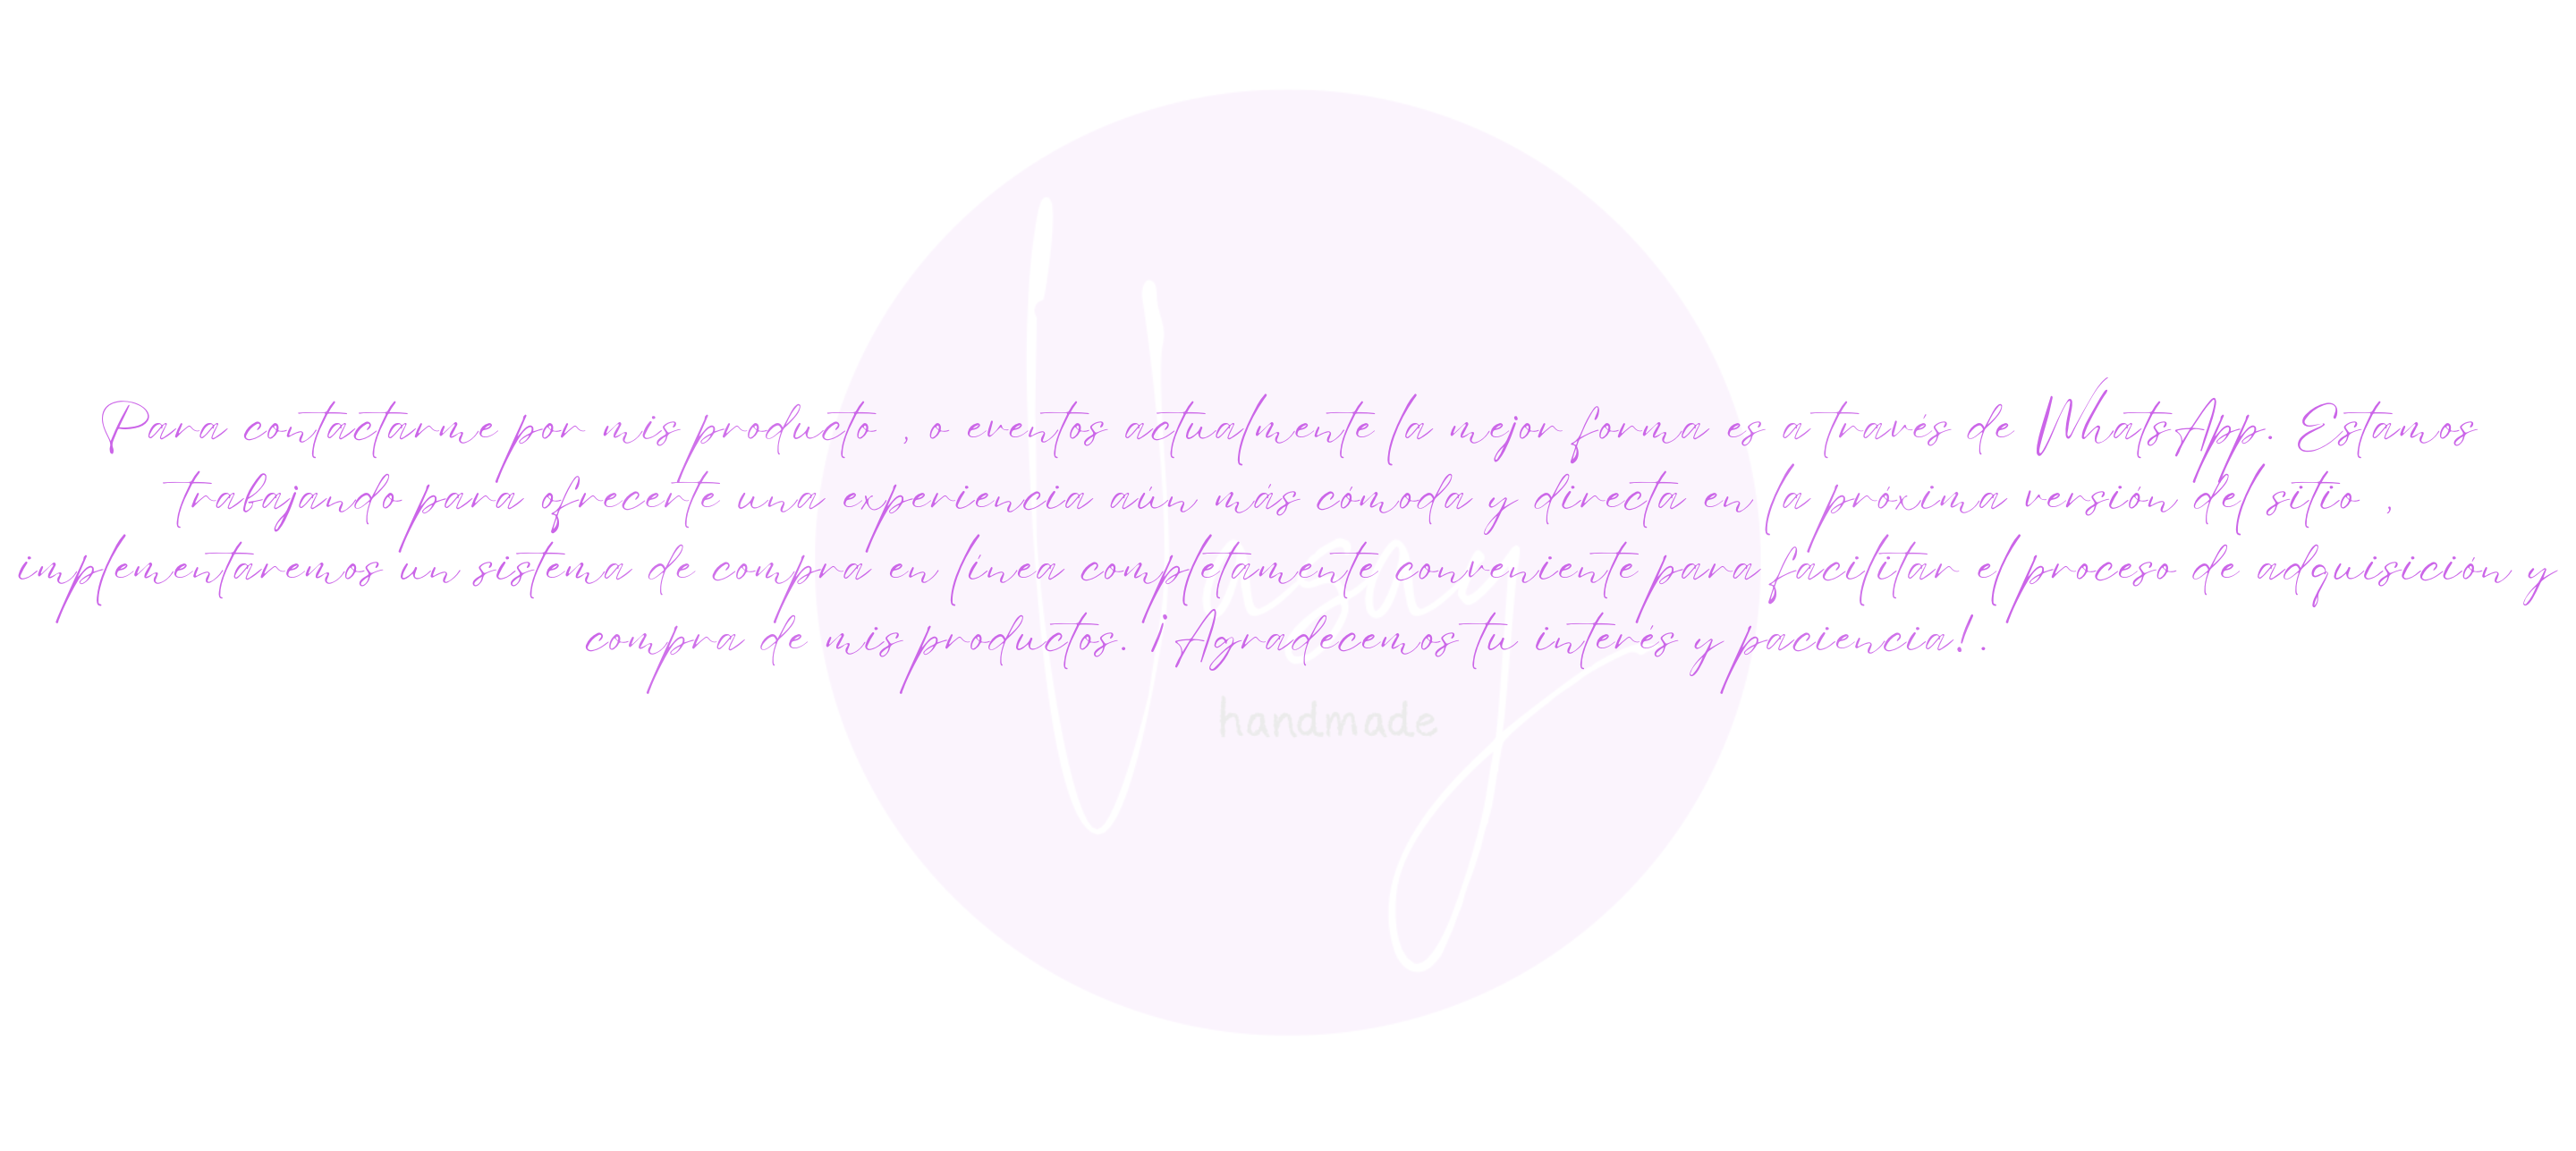 Para contactarme por mis producto , o eventos actualmente la mejor forma es a través de WhatsApp. Estamos
trabajando para ofrecerte una experiencia aún más cómoda y directa en la próxima versión del sitio ,
implementaremos un sistema de compra en línea completamente conveniente para facilitar el proceso de adquisición y
compra de mis productos. ¡Agradecemos tu interés y paciencia!.
handmade